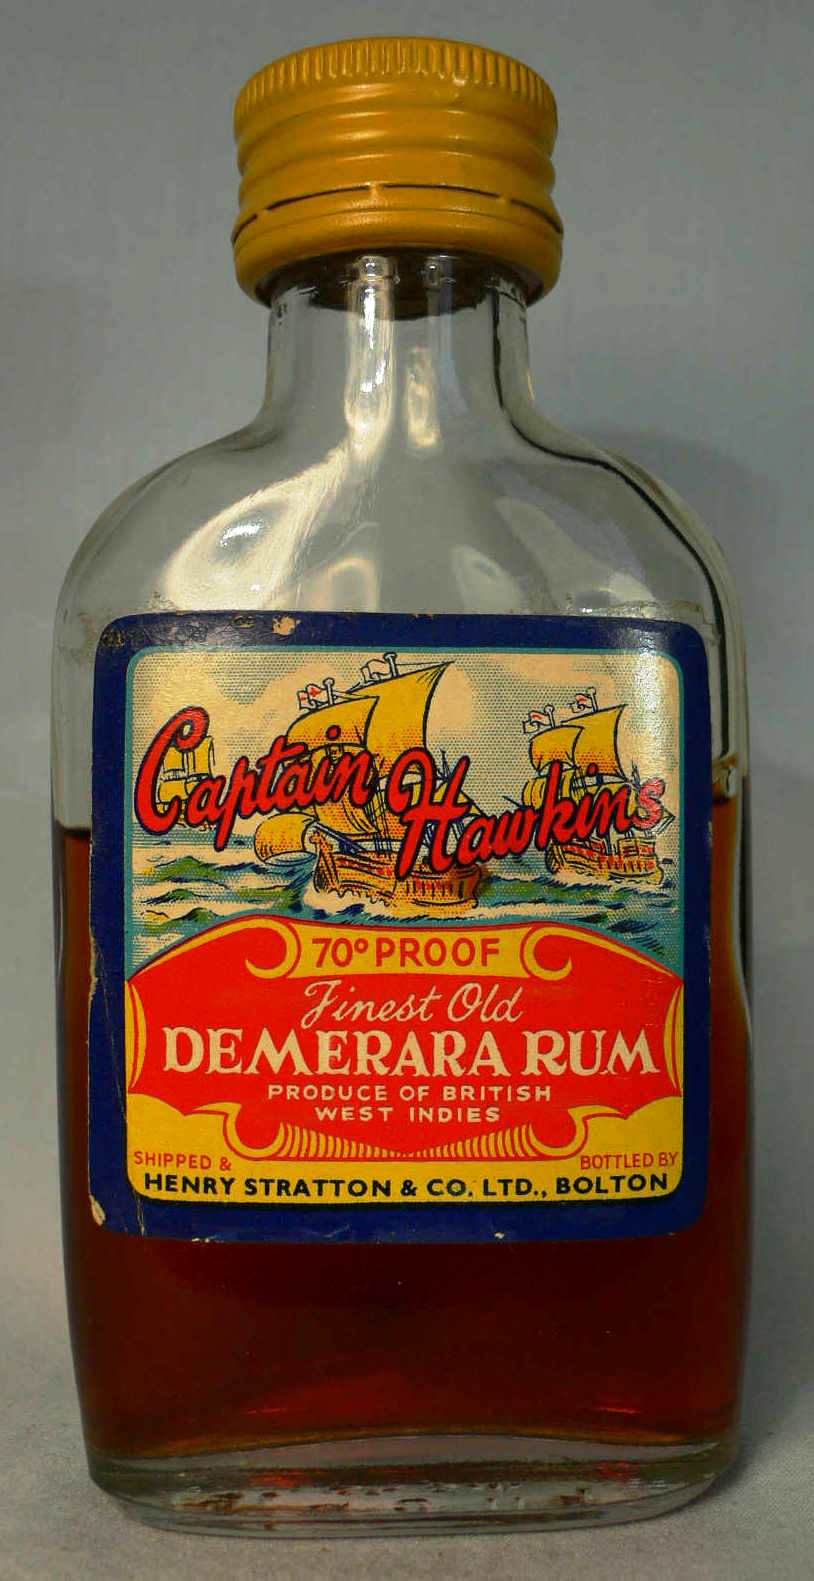 Captain Hawkins
70° PROOF
Finest Old
DEMERARA RUM
PRODUCE OF BRITISH
WEST INDIES
SHIPPED & BOTTLED BY
HENRY STRATTON & CO. LTD., BOLTON